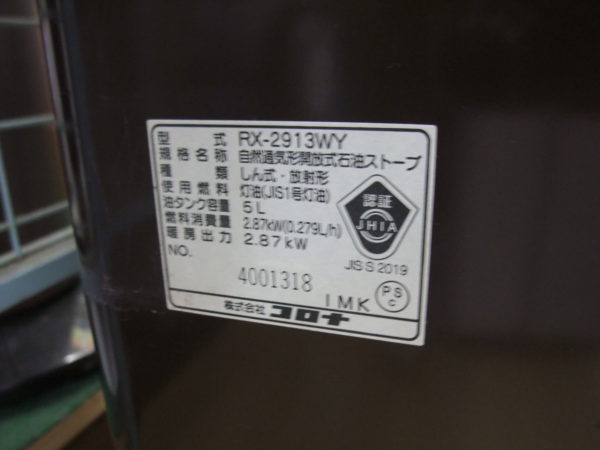 型式 RX-2913WY
規格名称 自然通気形開放式石油ストーブ
種類 しん式・放射形
使用燃料 灯油(JIS1号灯油)
油タンク容量 5L
燃料消費量 2.87kW(0.279L/h)
暖房出力 2.87kW
NO. 4001318
認証
JHIA
JIS S 2019
IMK
PS
C
株式会社 コロナ